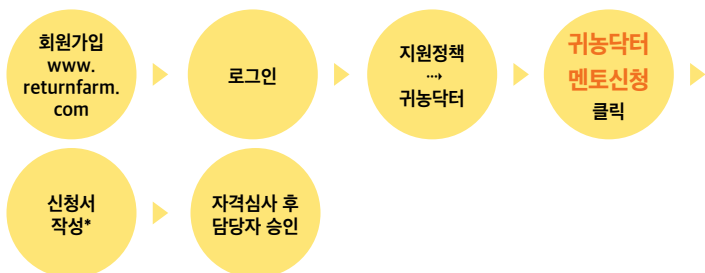 회원가입
www.
returnfarm.
com
로그인
지원정책
···→
귀농닥터
귀농닥터
멘토신청
클릭
신청서
작성*
자격심사 후
담당자 승인